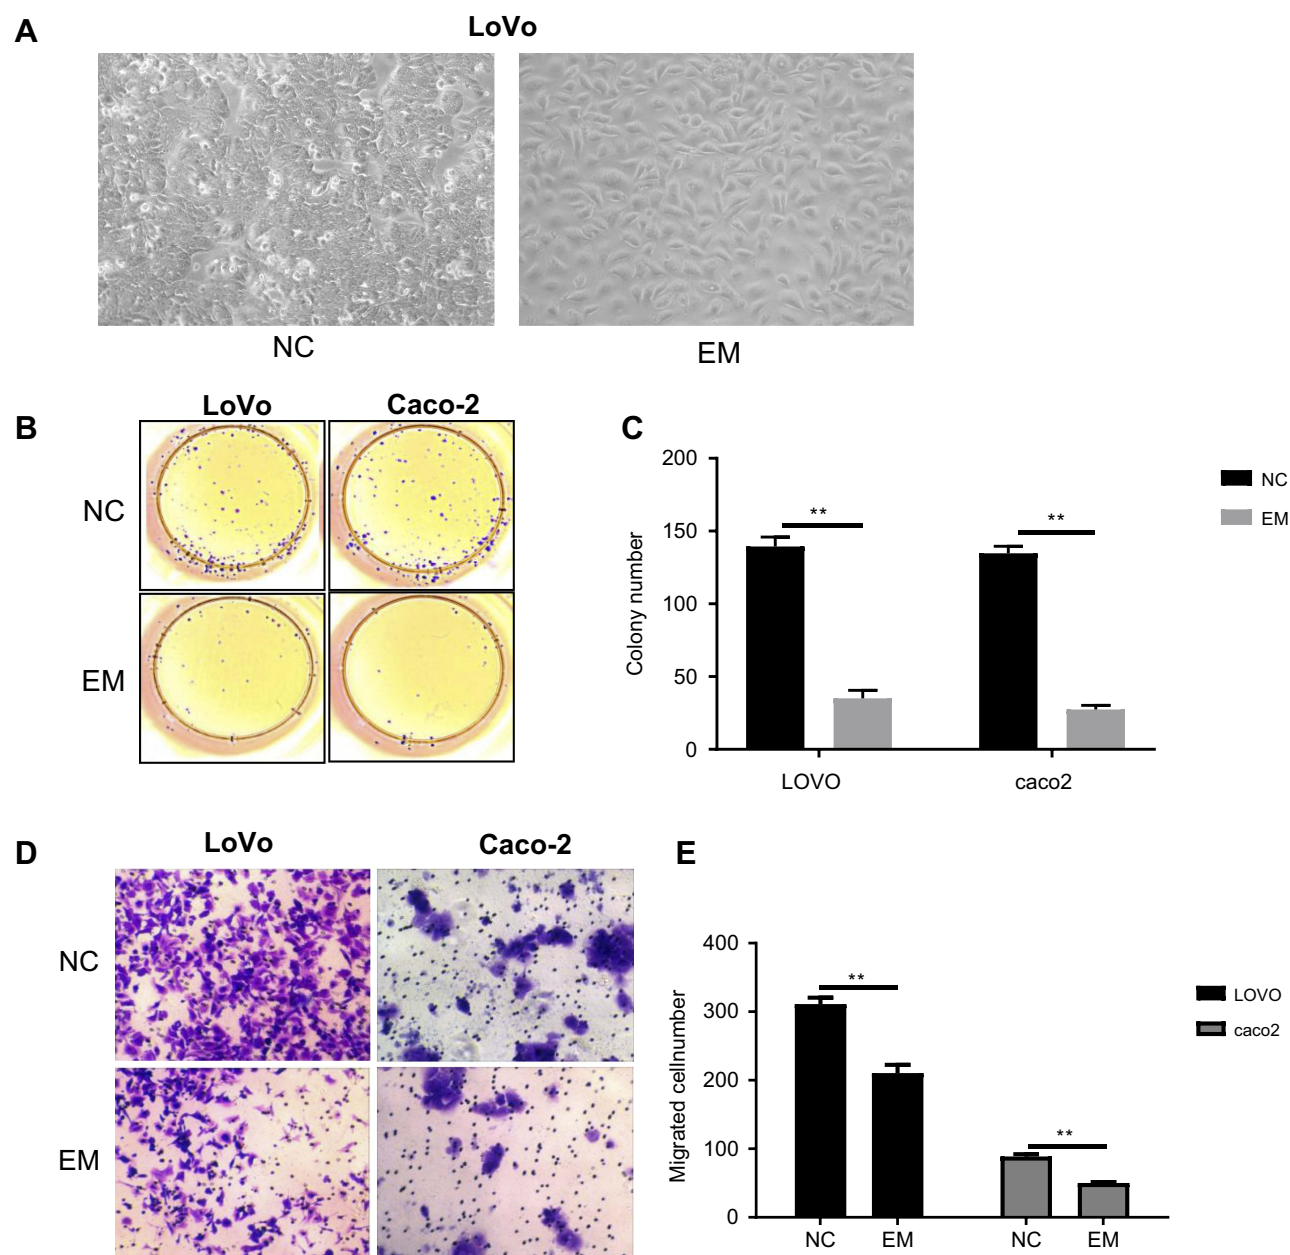 A
LoVo
NC
EM
B
LoVo
Caco-2
NC
EM
C
200
150
100
50
0
Colony number
**
**
LOVO
caco2
NC
EM
D
LoVo
Caco-2
NC
EM
E
400
300
200
100
0
Migrated cellnumber
**
**
NC
EM
NC
EM
LOVO
caco2